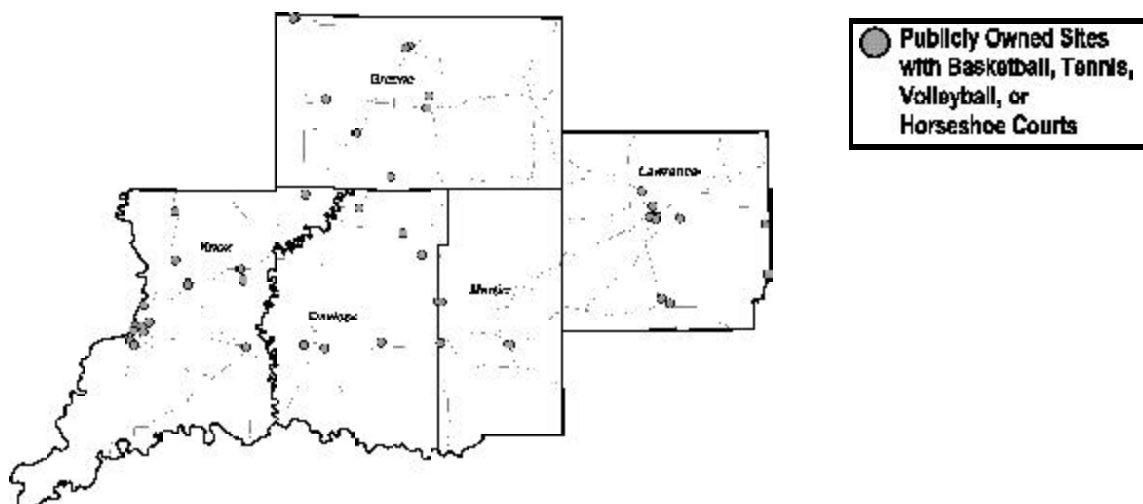 Greene
Lawrence
Knox
Daviess
Martin
Publicly Owned Sites
with Basketball, Tennis,
Volleyball, or
Horseshoe Courts